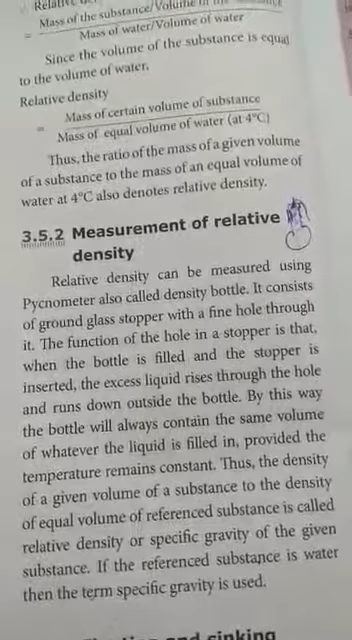 Relative
Mass of the substance/Volume of the substance
= Mass of water/Volume of water
Since the volume of the substance is equal
to the volume of water,
Relative density
Mass of certain volume of substance
= Mass of equal volume of water (at 4°C)
Thus, the ratio of the mass of a given volume
of a substance to the mass of an equal volume of
water at 4°C also denotes relative density.
3.5.2 Measurement of relative
density
Relative density can be measured using
Pycnometer also called density bottle. It consists
of ground glass stopper with a fine hole through
it. The function of the hole in a stopper is that,
when the bottle is filled and the stopper is
inserted, the excess liquid rises through the hole
and runs down outside the bottle. By this way
the bottle will always contain the same volume
of whatever the liquid is filled in, provided the
temperature remains constant. Thus, the density
of a given volume of a substance to the density
of equal volume of referenced substance is called
relative density or specific gravity of the given
substance. If the referenced substance is water
then the term specific gravity is used.
and sinking